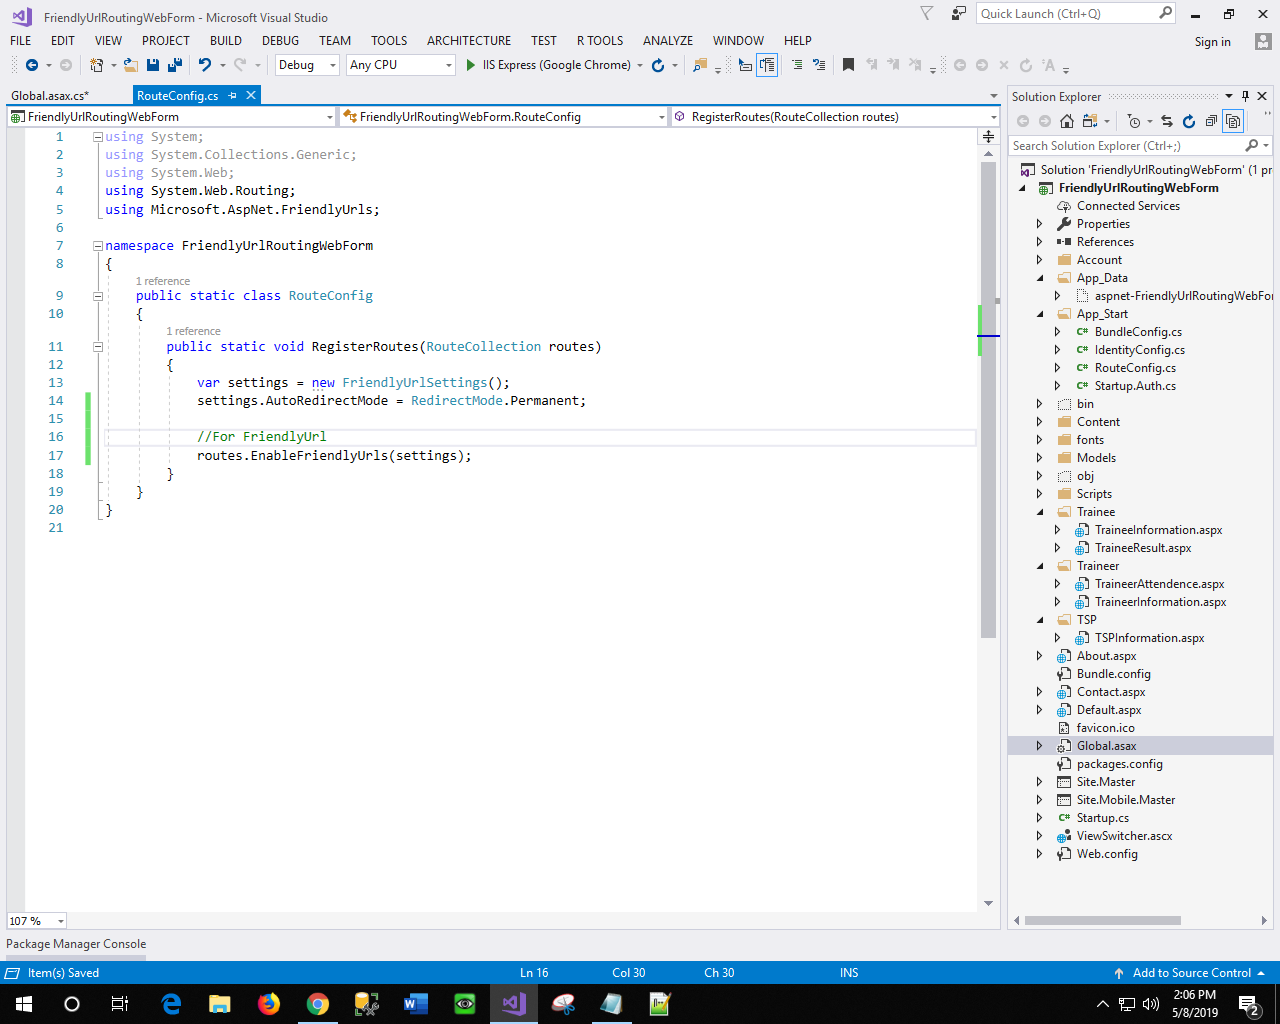 FriendlyUrlRoutingWebForm - Microsoft Visual Studio
Quick Launch (Ctrl+Q)
FILE EDIT VIEW PROJECT BUILD DEBUG TEAM TOOLS ARCHITECTURE TEST R TOOLS ANALYZE WINDOW HELP
Sign in
Debug Any CPU IIS Express (Google Chrome)
Global.asax.cs* RouteConfig.cs
FriendlyUrlRoutingWebForm FriendlyUrlRoutingWebForm.RouteConfig RegisterRoutes(RouteCollection routes)
1 using System;
2 using System.Collections.Generic;
3 using System.Web;
4 using System.Web.Routing;
5 using Microsoft.AspNet.FriendlyUrls;
6
7 namespace FriendlyUrlRoutingWebForm
8 {
1 reference
9 public static class RouteConfig
10 {
1 reference
11 public static void RegisterRoutes(RouteCollection routes)
12 {
13 var settings = new FriendlyUrlSettings();
14 settings.AutoRedirectMode = RedirectMode.Permanent;
15
16 //For FriendlyUrl
17 routes.EnableFriendlyUrls(settings);
18 }
19 }
20 }
21
107 %
Solution Explorer
Search Solution Explorer (Ctrl+;)
Solution 'FriendlyUrlRoutingWebForm' (1 pr
FriendlyUrlRoutingWebForm
Connected Services
Properties
References
Account
App_Data
aspnet-FriendlyUrlRoutingWebFor
App_Start
C# BundleConfig.cs
C# IdentityConfig.cs
C# RouteConfig.cs
C# Startup.Auth.cs
bin
Content
fonts
Models
obj
Scripts
Trainee
TraineeInformation.aspx
TraineeResult.aspx
Traineer
TraineerAttendence.aspx
TraineerInformation.aspx
TSP
TSPInformation.aspx
About.aspx
Bundle.config
Contact.aspx
Default.aspx
favicon.ico
Global.asax
packages.config
Site.Master
Site.Mobile.Master
C# Startup.cs
ViewSwitcher.ascx
Web.config
Package Manager Console
Item(s) Saved Ln 16 Col 30 Ch 30 INS Add to Source Control
2:06 PM
5/8/2019
2